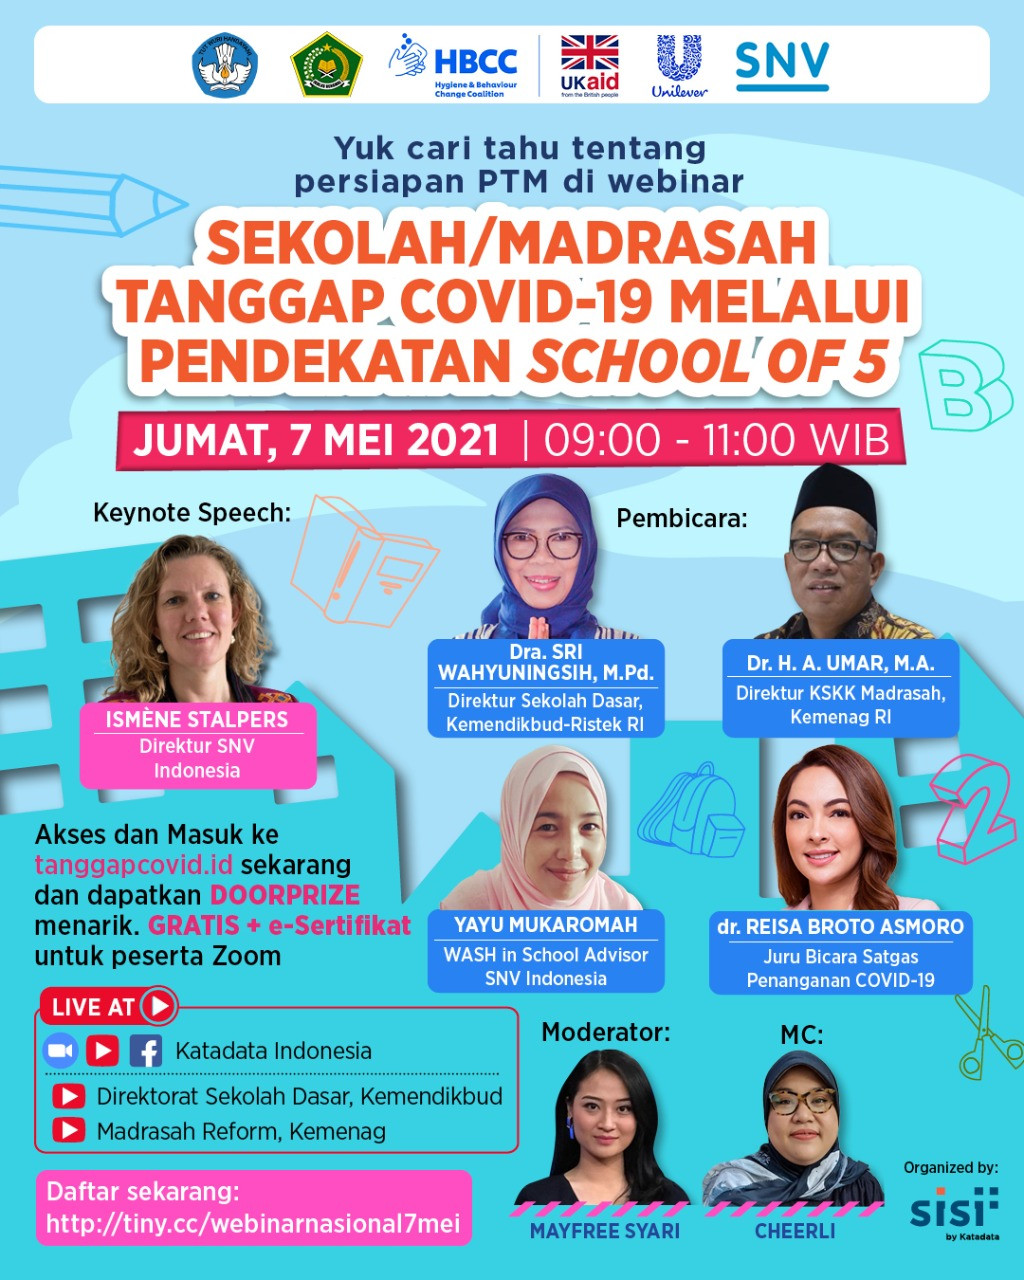 TUT WURI HANDAYANI
HBCC
Hygiene & Behaviour
Change Coalition
UKaid
from the British people
Unilever
SNV
Yuk cari tahu tentang
persiapan PTM di webinar
SEKOLAH/MADRASAH
TANGGAP COVID-19 MELALUI
PENDEKATAN SCHOOL OF 5
JUMAT, 7 MEI 2021 | 09:00 - 11:00 WIB
Keynote Speech:
ISMÈNE STALPERS
Direktur SNV
Indonesia
Pembicara:
Dra. SRI
WAHYUNINGSIH, M.Pd.
Direktur Sekolah Dasar,
Kemendikbud-Ristek RI
Dr. H. A. UMAR, M.A.
Direktur KSKK Madrasah,
Kemenag RI
YAYU MUKAROMAH
WASH in School Advisor
SNV Indonesia
dr. REISA BROTO ASMORO
Juru Bicara Satgas
Penanganan COVID-19
B
2
Akses dan Masuk ke
tanggapcovid.id sekarang
dan dapatkan DOORPRIZE
menarik. GRATIS + e-Sertifikat
untuk peserta Zoom
LIVE AT
Katadata Indonesia
Direktorat Sekolah Dasar, Kemendikbud
Madrasah Reform, Kemenag
Daftar sekarang:
http://tiny.cc/webinarnasional7mei
Moderator:
MAYFREE SYARI
MC:
CHEERLI
Organized by:
sisi
by Katadata